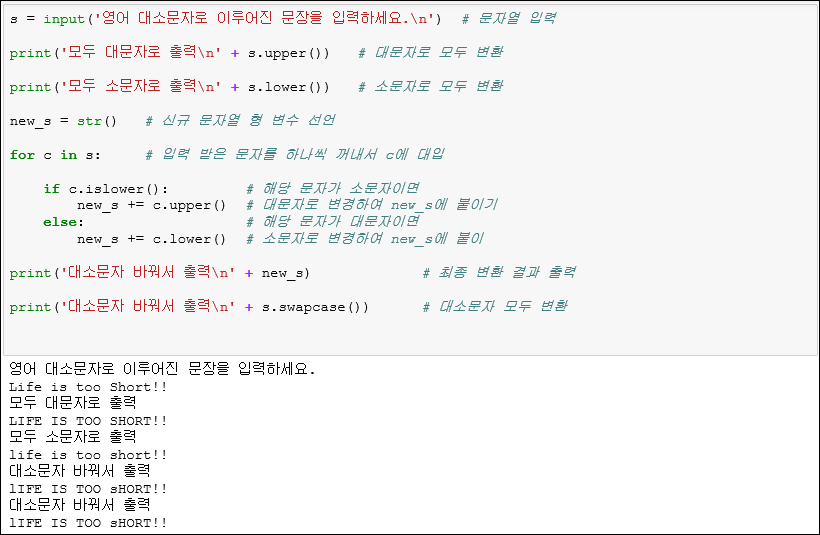 s = input('영어 대소문자로 이루어진 문장을 입력하세요.\n')  # 문자열 입력
print('모두 대문자로 출력\n' + s.upper())   # 대문자로 모두 변환
print('모두 소문자로 출력\n' + s.lower())   # 소문자로 모두 변환
new_s = str()   # 신규 문자열 형 변수 선언
for c in s:     # 입력 받은 문자를 하나씩 꺼내서 c에 대입
    if c.islower():         # 해당 문자가 소문자이면
        new_s += c.upper()  # 대문자로 변경하여 new_s에 붙이기
    else:                   # 해당 문자가 대문자이면
        new_s += c.lower()  # 소문자로 변경하여 new_s에 붙이
print('대소문자 바꿔서 출력\n' + new_s)             # 최종 변환 결과 출력
print('대소문자 바꿔서 출력\n' + s.swapcase())      # 대소문자 모두 변환
영어 대소문자로 이루어진 문장을 입력하세요.
Life is too Short!!
모두 대문자로 출력
LIFE IS TOO SHORT!!
모두 소문자로 출력
life is too short!!
대소문자 바꿔서 출력
lIFE IS TOO sHORT!!
대소문자 바꿔서 출력
lIFE IS TOO sHORT!!